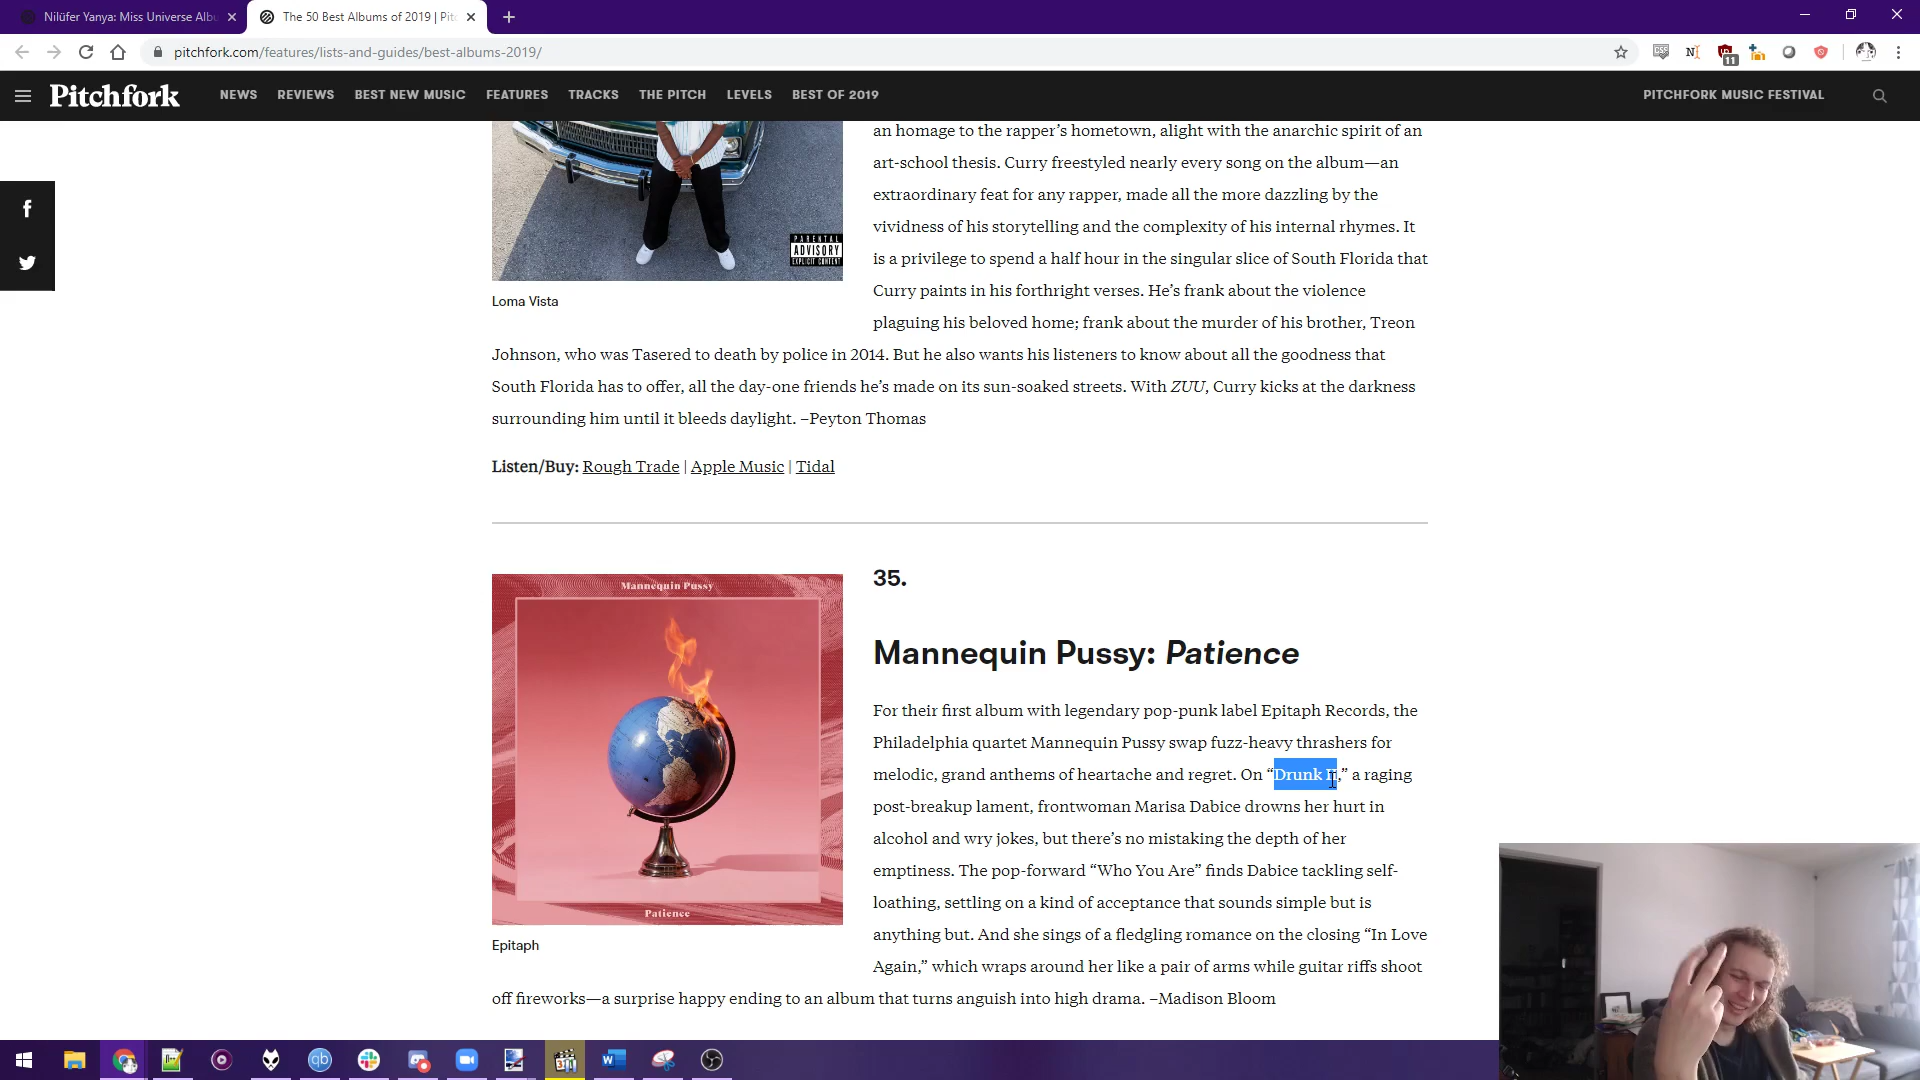 Nilüfer Yanya: Miss Universe Albu
The 50 Best Albums of 2019 | Pitc
pitchfork.com/features/lists-and-guides/best-albums-2019/
11
Pitchfork
NEWS
REVIEWS
BEST NEW MUSIC
FEATURES
TRACKS
THE PITCH
LEVELS
BEST OF 2019
PITCHFORK MUSIC FESTIVAL
PARENTAL
ADVISORY
EXPLICIT CONTENT
Loma Vista
an homage to the rapper’s hometown, alight with the anarchic spirit of an
art-school thesis. Curry freestyled nearly every song on the album—an
extraordinary feat for any rapper, made all the more dazzling by the
vividness of his storytelling and the complexity of his internal rhymes. It
is a privilege to spend a half hour in the singular slice of South Florida that
Curry paints in his forthright verses. He’s frank about the violence
plaguing his beloved home; frank about the murder of his brother, Treon
Johnson, who was Tasered to death by police in 2014. But he also wants his listeners to know about all the goodness that
South Florida has to offer, all the day-one friends he’s made on its sun-soaked streets. With ZUU, Curry kicks at the darkness
surrounding him until it bleeds daylight. –Peyton Thomas
Listen/Buy: Rough Trade | Apple Music | Tidal
Mannequin Pussy
Patience
Epitaph
35.
Mannequin Pussy: Patience
For their first album with legendary pop-punk label Epitaph Records, the
Philadelphia quartet Mannequin Pussy swap fuzz-heavy thrashers for
melodic, grand anthems of heartache and regret. On “Drunk II,” a raging
post-breakup lament, frontwoman Marisa Dabice drowns her hurt in
alcohol and wry jokes, but there’s no mistaking the depth of her
emptiness. The pop-forward “Who You Are” finds Dabice tackling self-
loathing, settling on a kind of acceptance that sounds simple but is
anything but. And she sings of a fledgling romance on the closing “In Love
Again,” which wraps around her like a pair of arms while guitar riffs shoot
off fireworks—a surprise happy ending to an album that turns anguish into high drama. –Madison Bloom